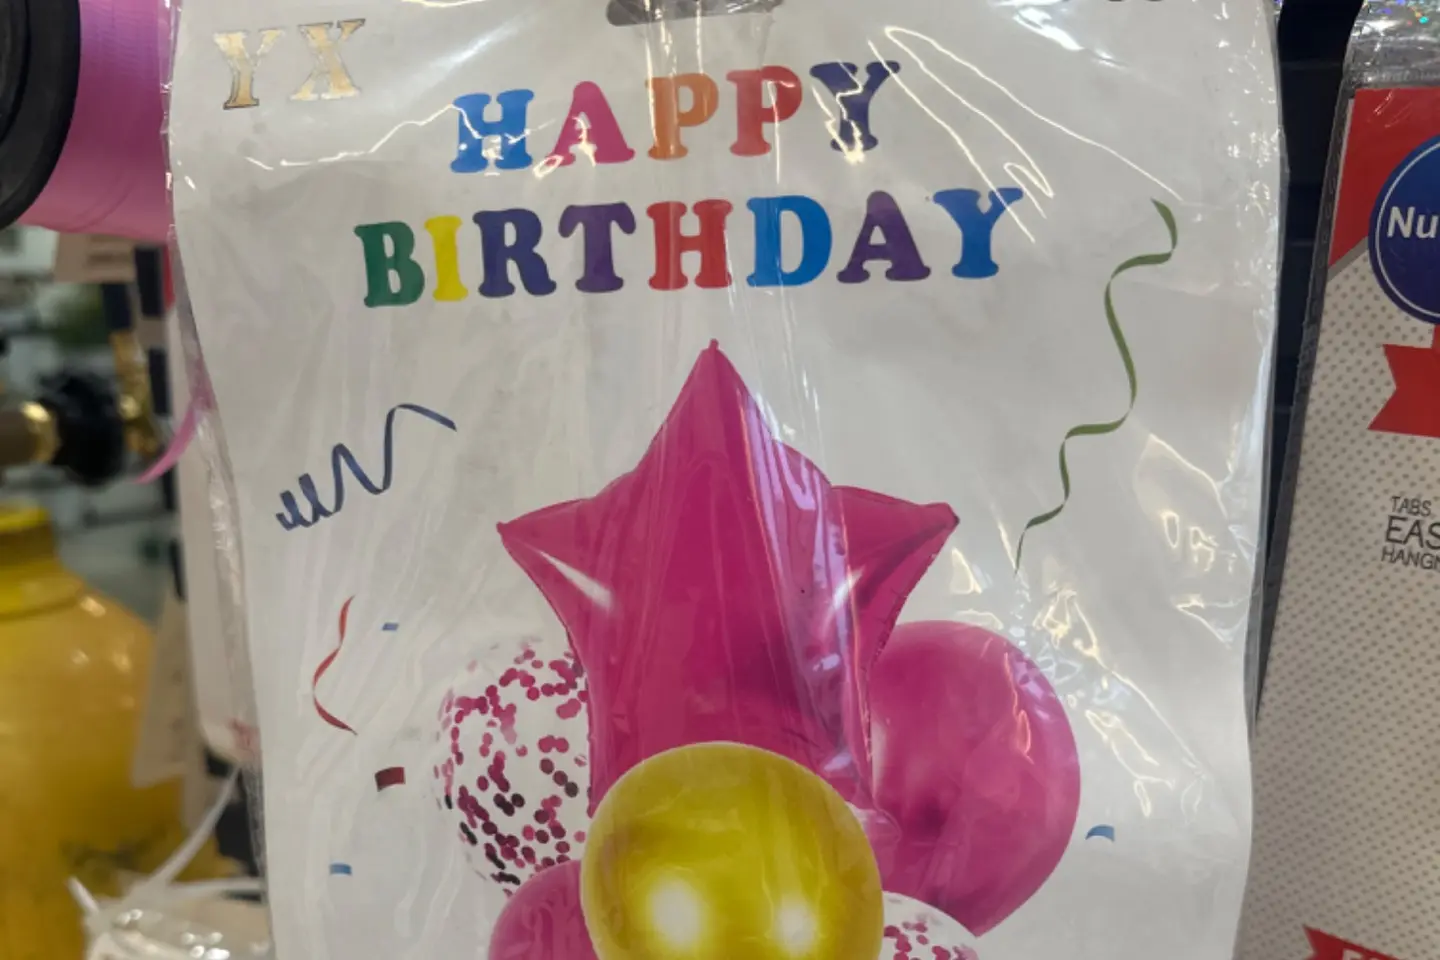 YX
HAPPY
BIRTHDAY
Nu
TABS
EAS
HANG